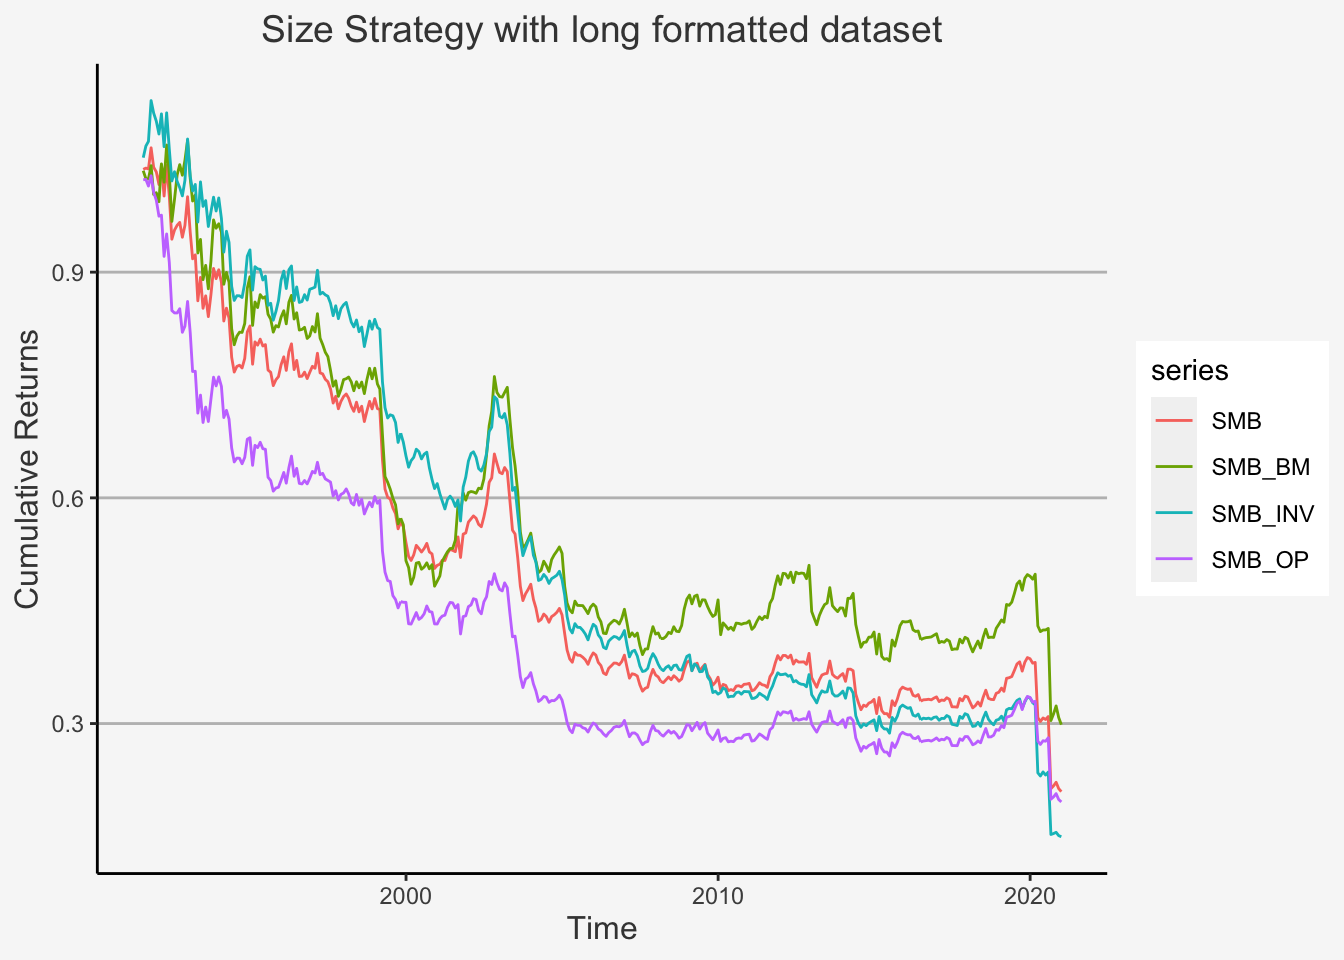 Size Strategy with long formatted dataset
Cumulative Returns
0.9
0.6
0.3
2000
2010
2020
Time
series
SMB
SMB_BM
SMB_INV
SMB_OP